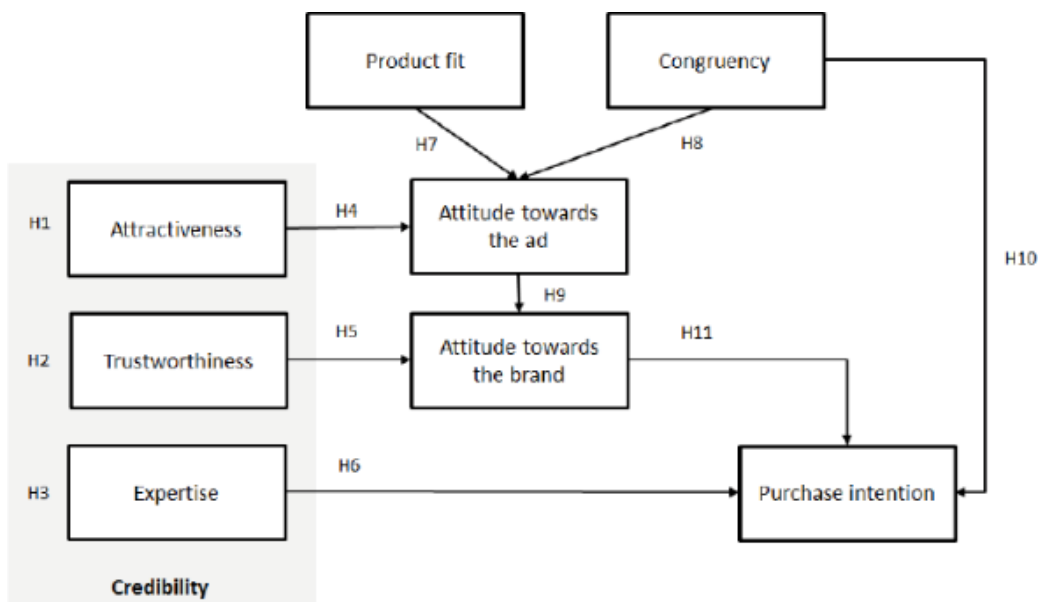 Product fit
Congruency
H7
H8
H1
Attractiveness
H4
Attitude towards
the ad
H10
H9
H2
Trustworthiness
H5
Attitude towards
the brand
H11
H3
Expertise
H6
Purchase intention
Credibility